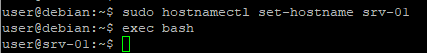 user@debian:~$ sudo hostnamectl set-hostname srv-01
user@debian:~$ exec bash
user@srv-01:~$